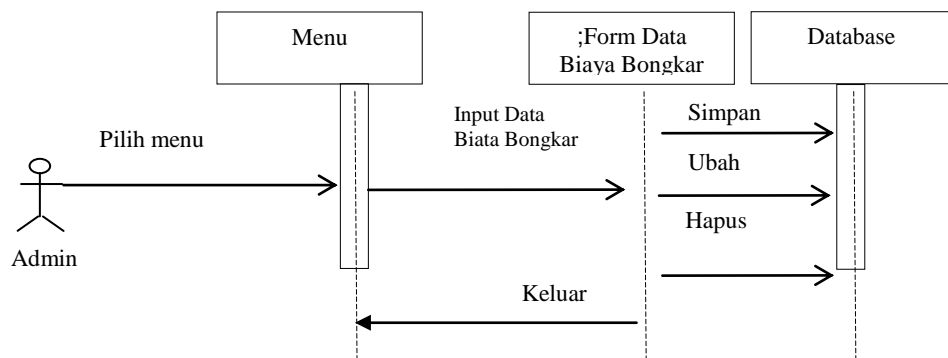 Menu
;Form Data
Biaya Bongkar
Database
Pilih menu
Input Data
Biata Bongkar
Simpan
Ubah
Hapus
Admin
Keluar